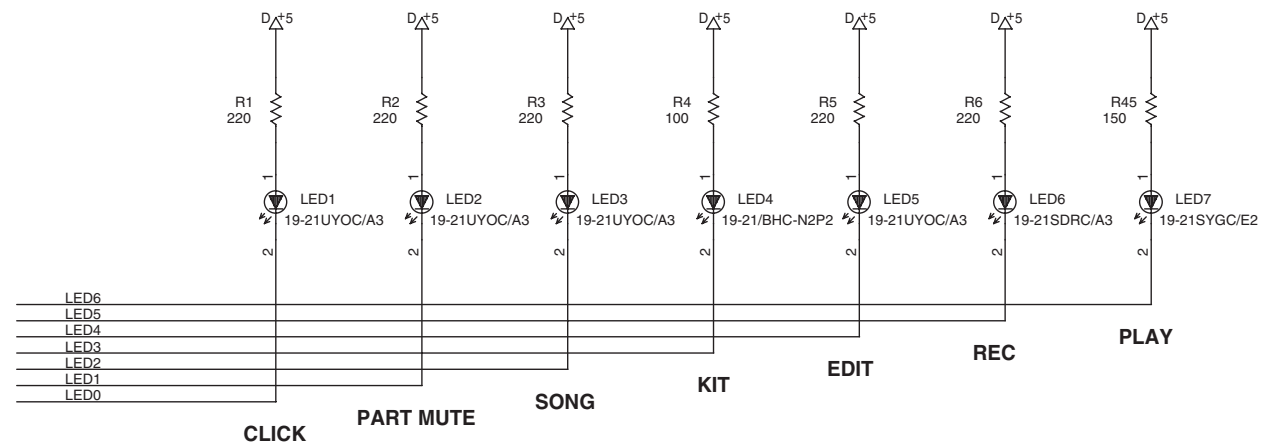 D +5 D +5 D +5 D +5 D +5 D +5 D +5
R1 R2 R3 R4 R5 R6 R45
220 220 220 100 220 220 150
1 1 1 1 1 1 1
LED1 LED2 LED3 LED4 LED5 LED6 LED7
19-21UYOC/A3 19-21UYOC/A3 19-21UYOC/A3 19-21/BHC-N2P2 19-21UYOC/A3 19-21SDRC/A3 19-21SYGC/E2
2 2 2 2 2 2 2
LED6
LED5
LED4
LED3
LED2
LED1
LED0
PLAY
REC
EDIT
KIT
SONG
PART MUTE
CLICK